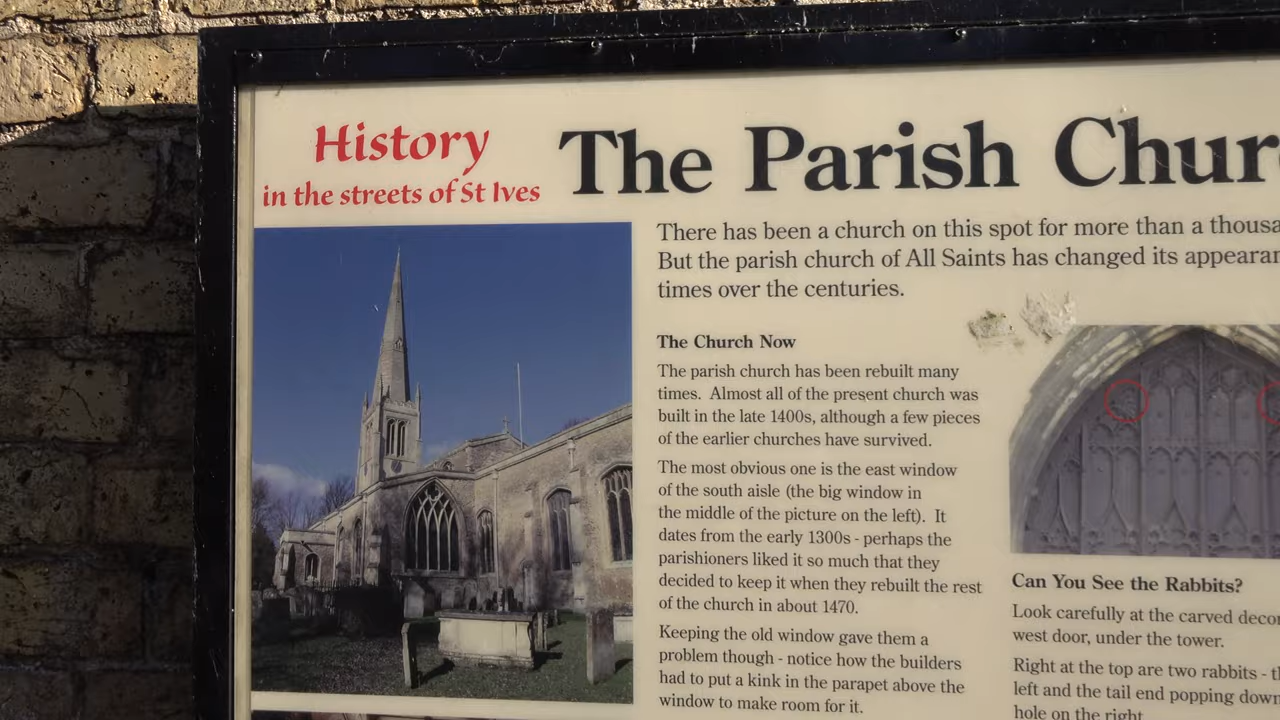 History
in the streets of St Ives
The Parish Chur
There has been a church on this spot for more than a thousa
But the parish church of All Saints has changed its appearan
times over the centuries.
The Church Now
The parish church has been rebuilt many
times. Almost all of the present church was
built in the late 1400s, although a few pieces
of the earlier churches have survived.
The most obvious one is the east window
of the south aisle (the big window in
the middle of the picture on the left). It
dates from the early 1300s - perhaps the
parishioners liked it so much that they
decided to keep it when they rebuilt the rest
of the church in about 1470.
Keeping the old window gave them a
problem though - notice how the builders
had to put a kink in the parapet above the
window to make room for it.
Can You See the Rabbits?
Look carefully at the carved deco
west door, under the tower.
Right at the top are two rabbits - th
left and the tail end popping down
hole on the right